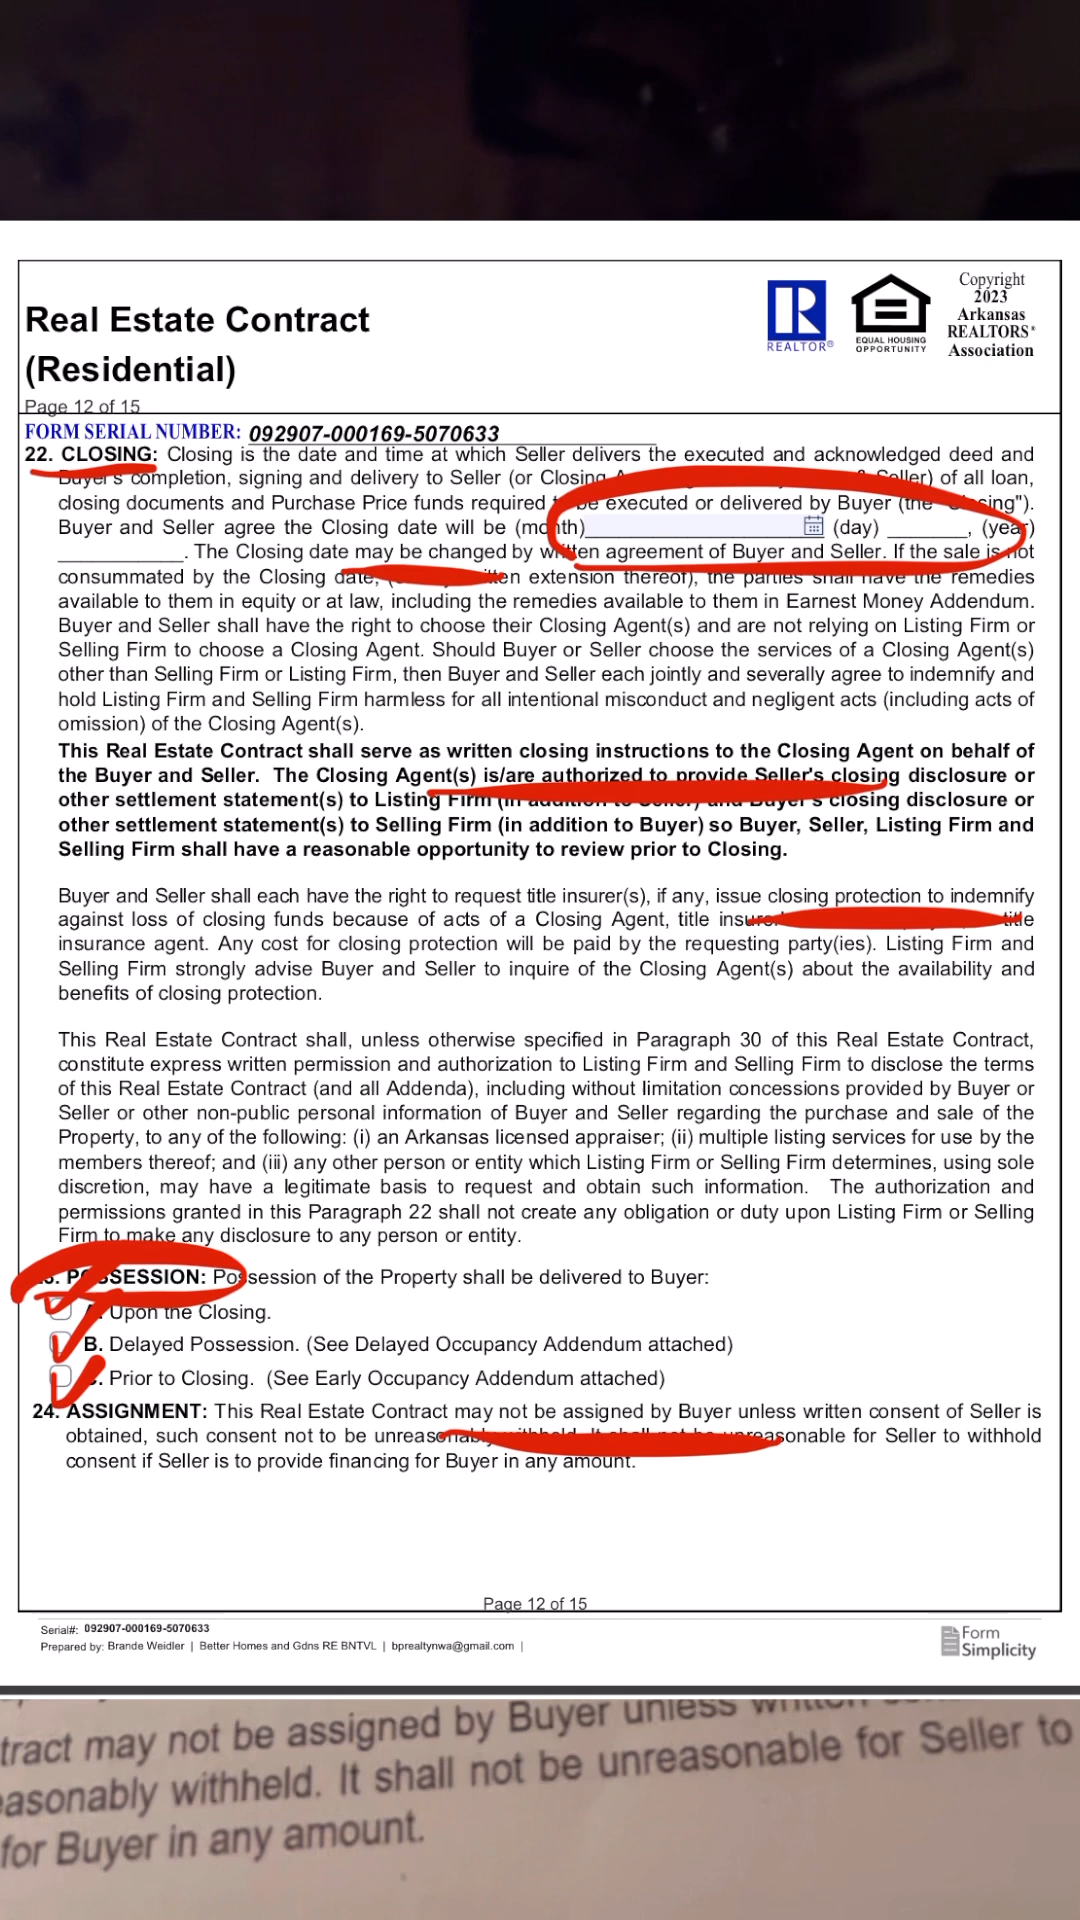 Real Estate Contract
(Residential)
Page 12 of 15
REALTOR®
EQUAL HOUSING
OPPORTUNITY
Copyright
2023
Arkansas
REALTORS®
Association
FORM SERIAL NUMBER: 092907-000169-5070633
22. CLOSING: Closing is the date and time at which Seller delivers the executed and acknowledged deed and
Buyer's completion, signing and delivery to Seller (or Closing Seller) of all loan,
closing documents and Purchase Price funds required be executed or delivered by Buyer (the "Closing").
Buyer and Seller agree the Closing date will be (month) (day) ______, (year)
__________. The Closing date may be changed by written agreement of Buyer and Seller. If the sale is not
consummated by the Closing date, written extension thereof), the parties shall have the remedies
available to them in equity or at law, including the remedies available to them in Earnest Money Addendum.
Buyer and Seller shall have the right to choose their Closing Agent(s) and are not relying on Listing Firm or
Selling Firm to choose a Closing Agent. Should Buyer or Seller choose the services of a Closing Agent(s)
other than Selling Firm or Listing Firm, then Buyer and Seller each jointly and severally agree to indemnify and
hold Listing Firm and Selling Firm harmless for all intentional misconduct and negligent acts (including acts of
omission) of the Closing Agent(s).
This Real Estate Contract shall serve as written closing instructions to the Closing Agent on behalf of
the Buyer and Seller. The Closing Agent(s) is/are authorized to provide Seller's closing disclosure or
other settlement statement(s) to Listing Firm (in addition to Seller) and Buyer's closing disclosure or
other settlement statement(s) to Selling Firm (in addition to Buyer) so Buyer, Seller, Listing Firm and
Selling Firm shall have a reasonable opportunity to review prior to Closing.
Buyer and Seller shall each have the right to request title insurer(s), if any, issue closing protection to indemnify
against loss of closing funds because of acts of a Closing Agent, title title
insurance agent. Any cost for closing protection will be paid by the requesting party(ies). Listing Firm and
Selling Firm strongly advise Buyer and Seller to inquire of the Closing Agent(s) about the availability and
benefits of closing protection.
This Real Estate Contract shall, unless otherwise specified in Paragraph 30 of this Real Estate Contract,
constitute express written permission and authorization to Listing Firm and Selling Firm to disclose the terms
of this Real Estate Contract (and all Addenda), including without limitation concessions provided by Buyer or
Seller or other non-public personal information of Buyer and Seller regarding the purchase and sale of the
Property, to any of the following: (i) an Arkansas licensed appraiser; (ii) multiple listing services for use by the
members thereof; and (iii) any other person or entity which Listing Firm or Selling Firm determines, using sole
discretion, may have a legitimate basis to request and obtain such information. The authorization and
permissions granted in this Paragraph 22 shall not create any obligation or duty upon Listing Firm or Selling
Firm to make any disclosure to any person or entity.
POSSESSION: Possession of the Property shall be delivered to Buyer:
Upon the Closing.
B. Delayed Possession. (See Delayed Occupancy Addendum attached)
Prior to Closing. (See Early Occupancy Addendum attached)
24. ASSIGNMENT: This Real Estate Contract may not be assigned by Buyer unless written consent of Seller is
obtained, such consent not to be unreasonably withheld. It shall not be unreasonable for Seller to withhold
consent if Seller is to provide financing for Buyer in any amount.
Page 12 of 15
Serial#: 092907-000169-5070633
Prepared by: Brande Weidler | Better Homes and Gdns RE BNTVL | bprealtynwa@gmail.com |
Form
Simplicity
tract may not be assigned by Buyer unless written
easonably withheld. It shall not be unreasonable for Seller to
for Buyer in any amount.